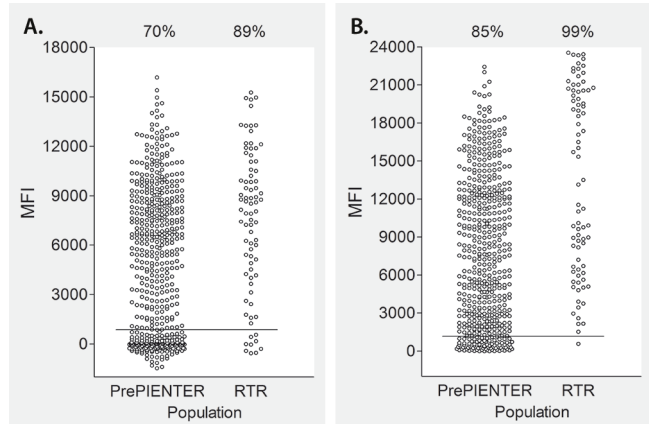 A.
70% 89%
18000
15000
12000
9000
6000
3000
0
MFI
PrePIENTER RTR
Population
B.
85% 99%
24000
21000
18000
15000
12000
9000
6000
3000
0
MFI
PrePIENTER RTR
Population